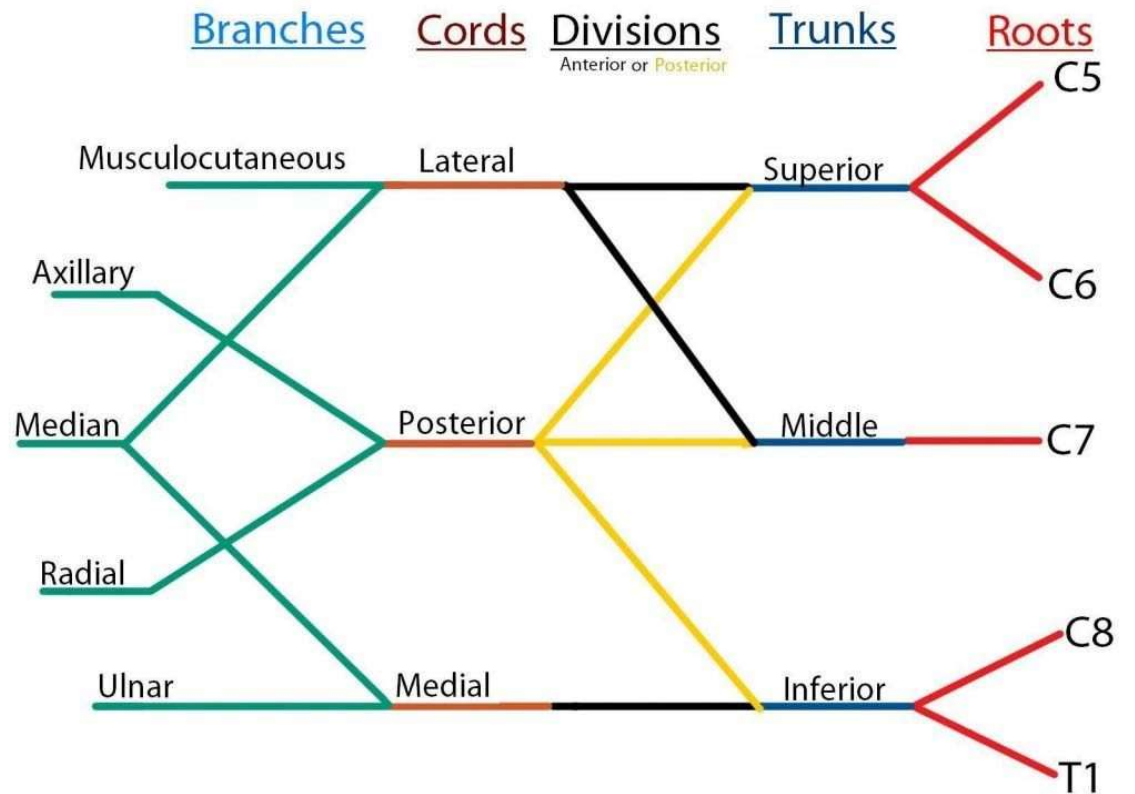 Branches Cords Divisions Trunks Roots
Anterior or Posterior
C5
Musculocutaneous Lateral Superior
Axillary C6
Median Posterior Middle C7
Radial
C8
Ulnar Medial Inferior
T1